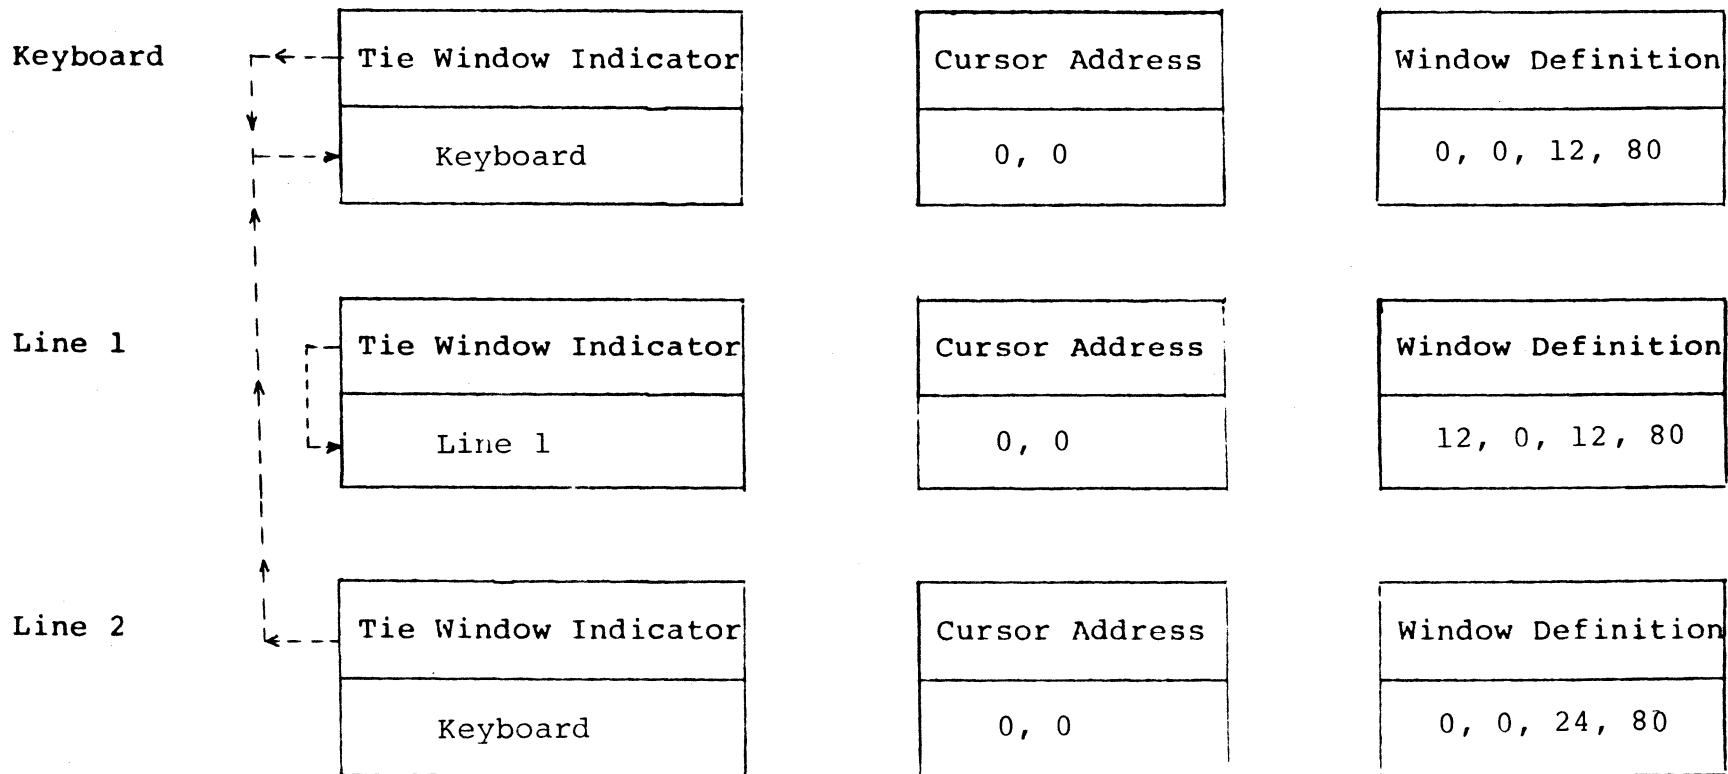 Keyboard Tie Window Indicator Cursor Address Window Definition
Keyboard 0, 0 0, 0, 12, 80
Line 1 Tie Window Indicator Cursor Address Window Definition
Line 1 0, 0 12, 0, 12, 80
Line 2 Tie Window Indicator Cursor Address Window Definition
Keyboard 0, 0 0, 0, 24, 80